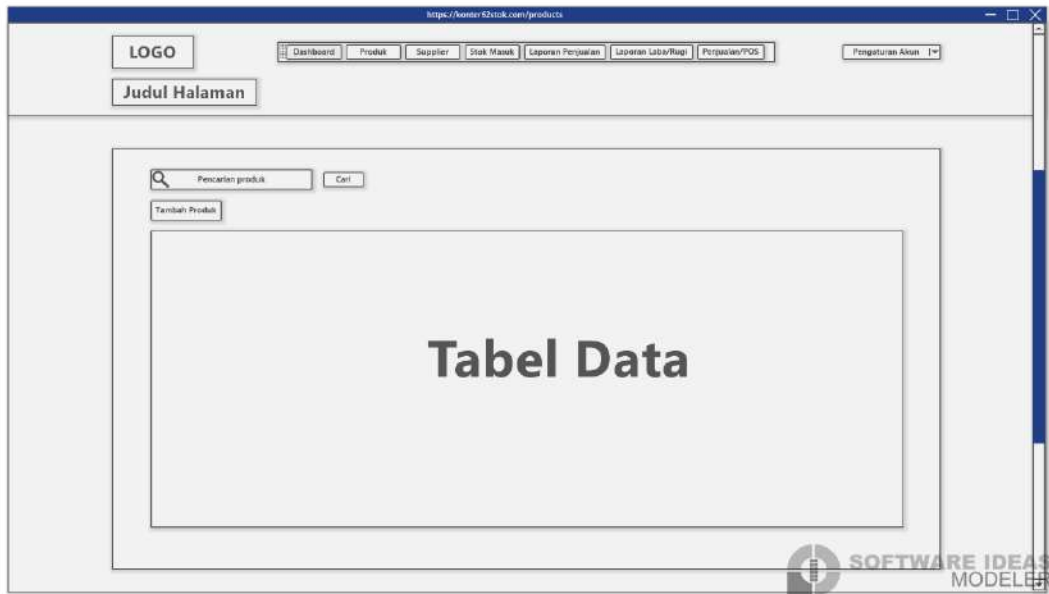 https://konter62stok.com/products
LOGO
Dashboard Produk Supplier Stok Masuk Laporan Penjualan Laporan Laba/Rugi Penjualan/POS
Pengaturan Akun
Judul Halaman
Pencarian produk Cari
Tambah Produk
Tabel Data
SOFTWARE IDEAS
MODELER